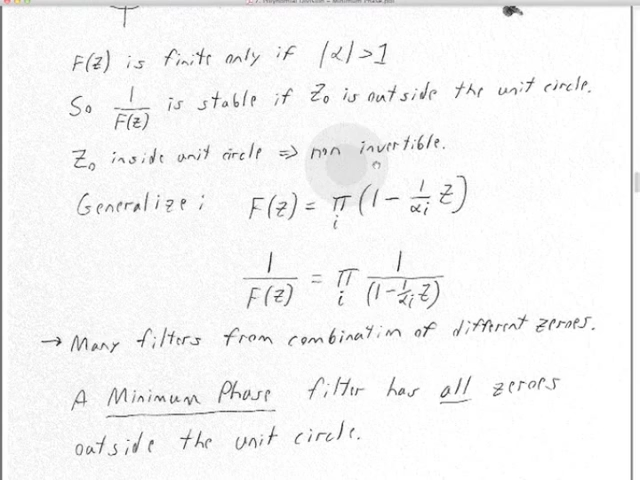 F(Z) is finite only if |α|>1
So 1/F(Z) is stable if Z₀ is outside the unit circle.
Z₀ inside unit circle ⇒ non invertible.
Generalize: F(Z) = π_i (1 - 1/α_i Z)
1/F(Z) = π_i 1/(1-1/α_i Z)
→ Many filters from combination of different zeroes.
A Minimum Phase filter has all zeroes
outside the unit circle.